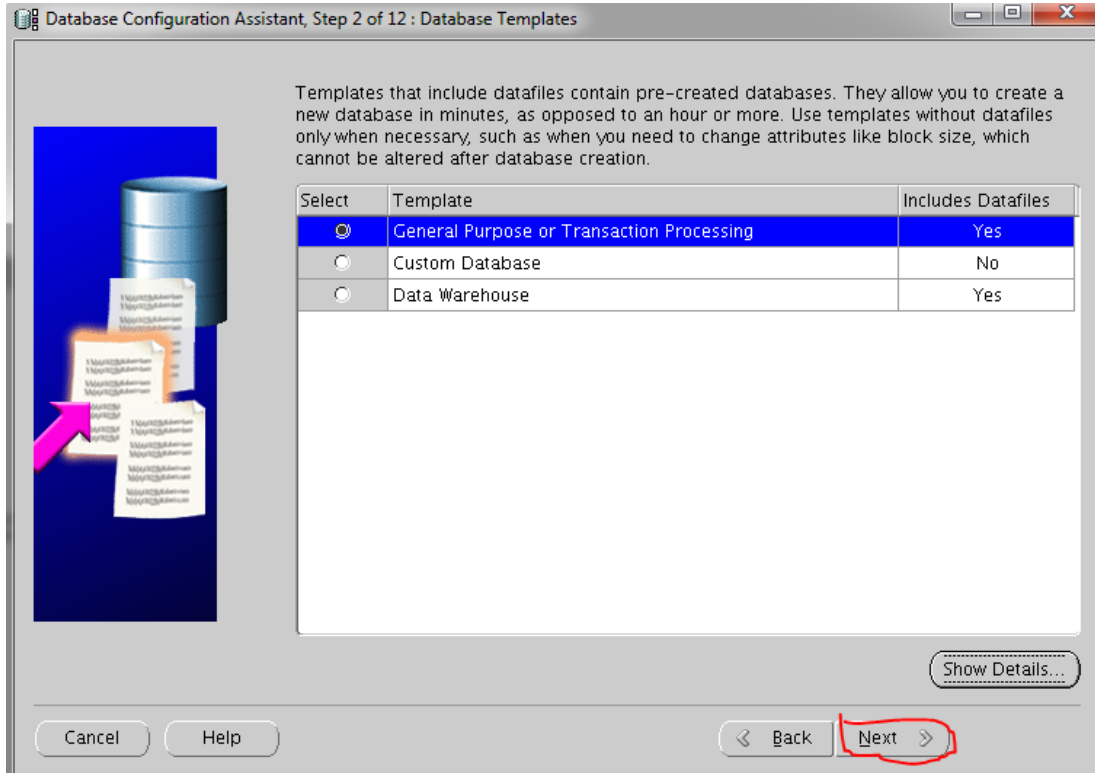 Database Configuration Assistant, Step 2 of 12 : Database Templates
Templates that include datafiles contain pre-created databases. They allow you to create a
new database in minutes, as opposed to an hour or more. Use templates without datafiles
only when necessary, such as when you need to change attributes like block size, which
cannot be altered after database creation.
Select Template Includes Datafiles
General Purpose or Transaction Processing Yes
Custom Database No
Data Warehouse Yes
Show Details...
Cancel Help Back Next